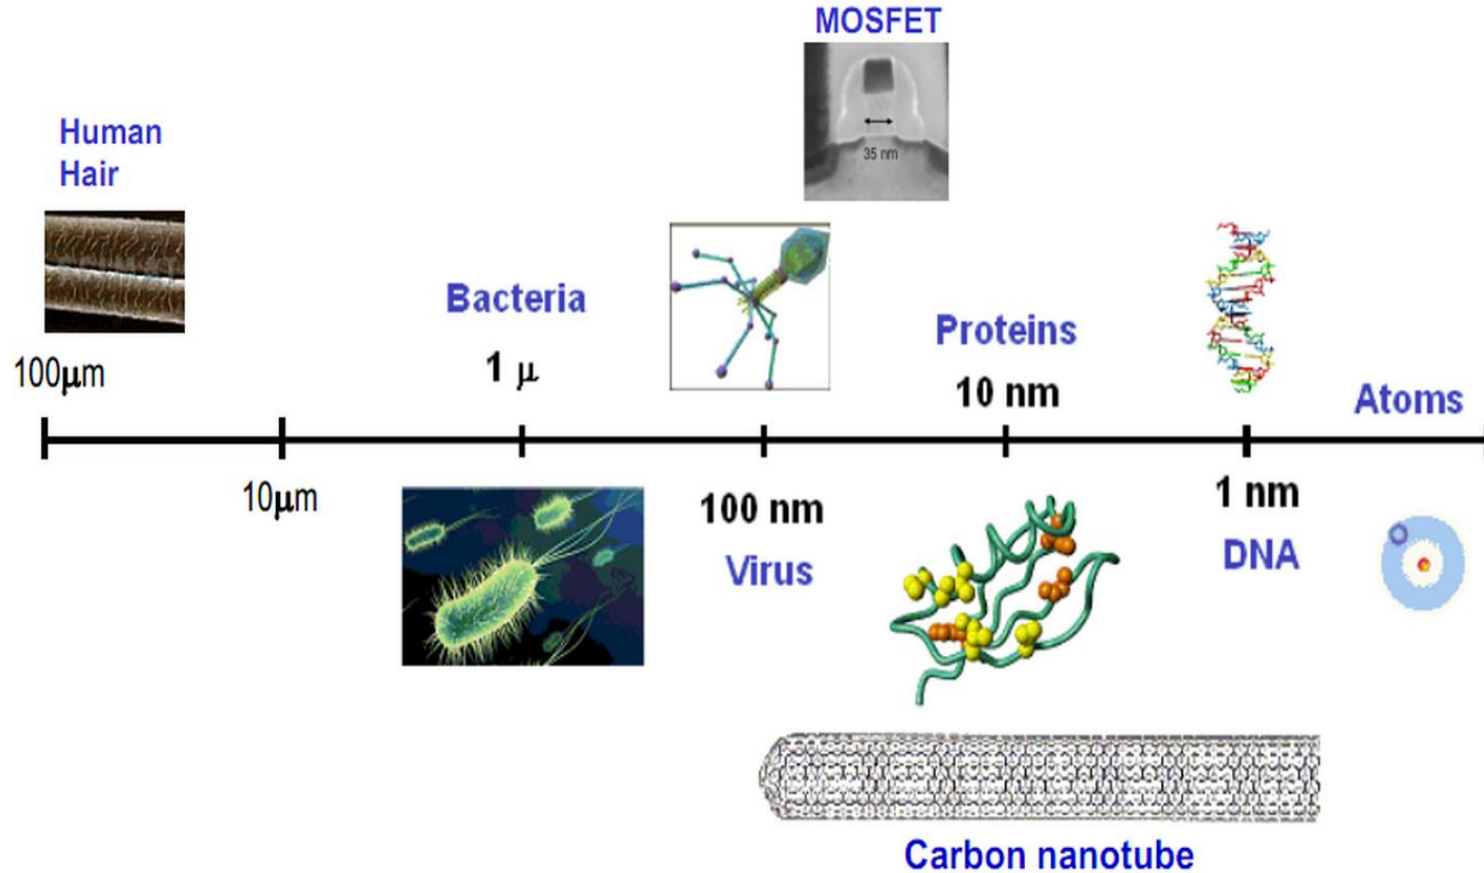 MOSFET
35 nm
Human
Hair
100μm
Bacteria
1 μ
Proteins
10 nm
Atoms
10μm
100 nm
Virus
1 nm
DNA
Carbon nanotube